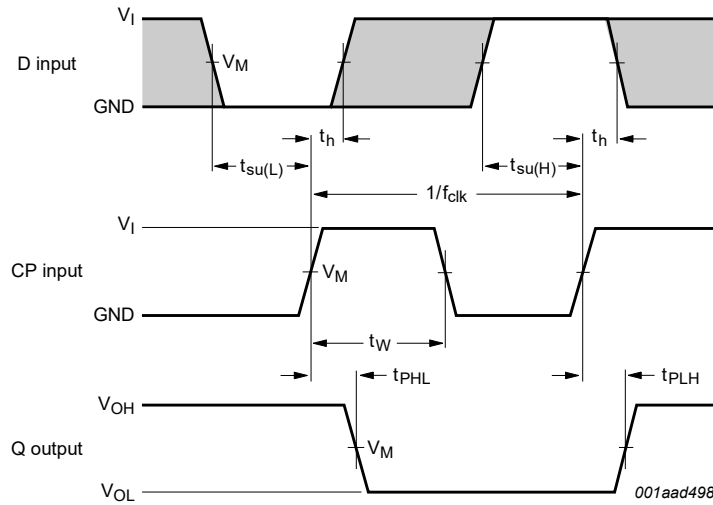 V_I
D input
V_M
GND
t_h
t_h
t_su(L)
t_su(H)
1/f_clk
V_I
CP input
V_M
GND
t_W
t_PHL
t_PLH
V_OH
Q output
V_M
V_OL
001aad498